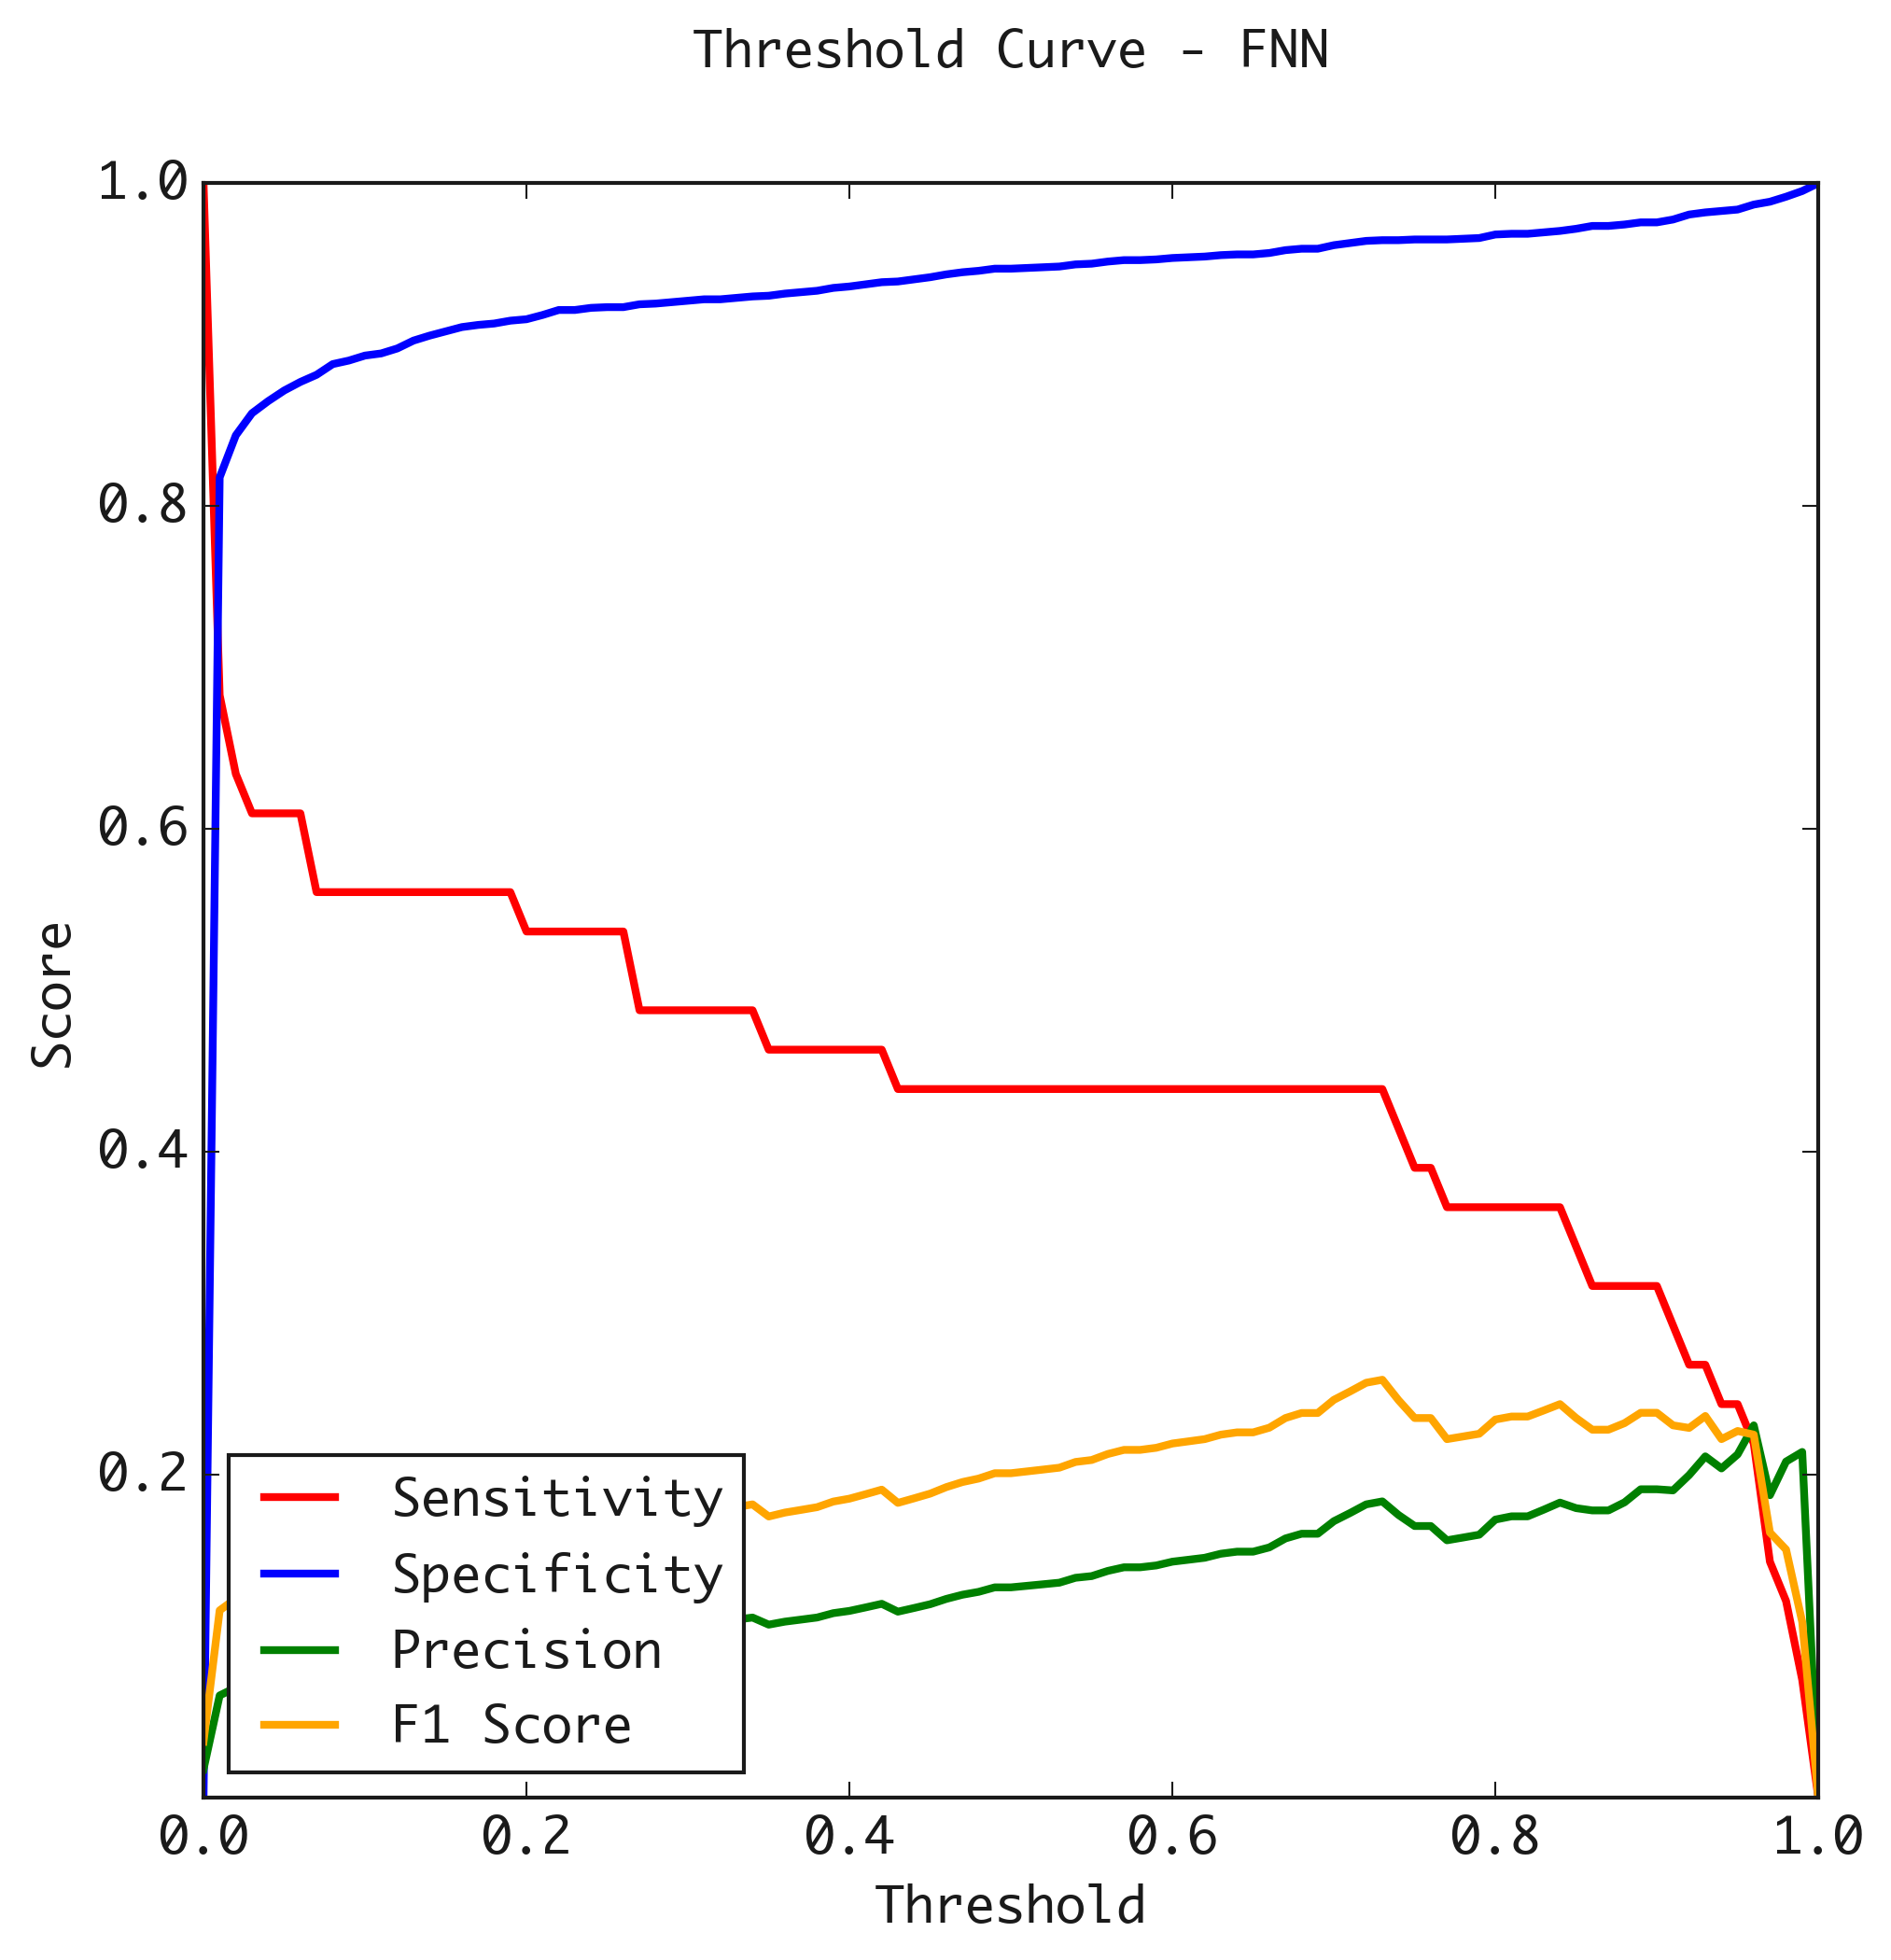 Threshold Curve - FNN
1.0
0.8
0.6
0.4
0.2
Score
Sensitivity
Specificity
Precision
F1 Score
0.0 0.2 0.4 0.6 0.8 1.0
Threshold